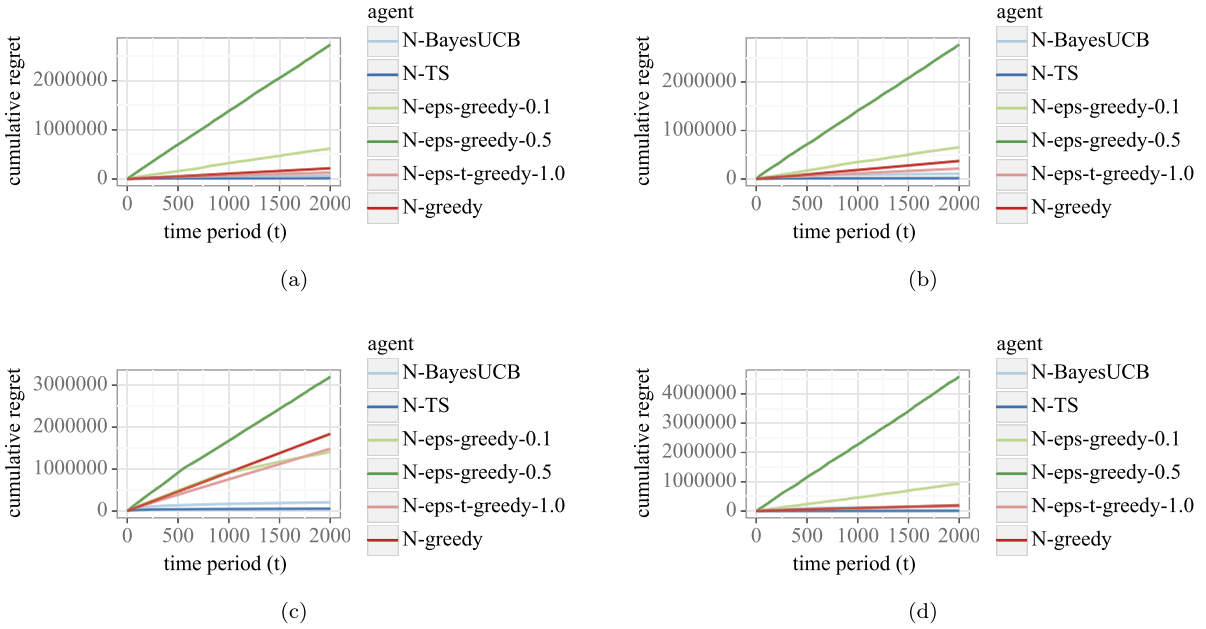 agent
cumulative regret
2000000
1000000
0
0 500 1000 1500 2000
time period (t)
N-BayesUCB
N-TS
N-eps-greedy-0.1
N-eps-greedy-0.5
N-eps-t-greedy-1.0
N-greedy
(a)
agent
cumulative regret
2000000
1000000
0
0 500 1000 1500 2000
time period (t)
N-BayesUCB
N-TS
N-eps-greedy-0.1
N-eps-greedy-0.5
N-eps-t-greedy-1.0
N-greedy
(b)
agent
cumulative regret
3000000
2000000
1000000
0
0 500 1000 1500 2000
time period (t)
N-BayesUCB
N-TS
N-eps-greedy-0.1
N-eps-greedy-0.5
N-eps-t-greedy-1.0
N-greedy
(c)
agent
cumulative regret
4000000
3000000
2000000
1000000
0
0 500 1000 1500 2000
time period (t)
N-BayesUCB
N-TS
N-eps-greedy-0.1
N-eps-greedy-0.5
N-eps-t-greedy-1.0
N-greedy
(d)